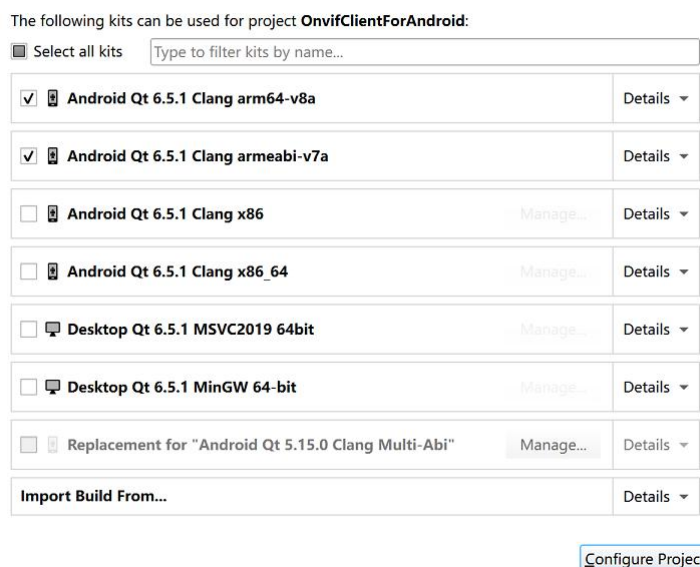 The following kits can be used for project OnvifClientForAndroid:
Select all kits Type to filter kits by name...
Android Qt 6.5.1 Clang arm64-v8a Details
Android Qt 6.5.1 Clang armeabi-v7a Details
Android Qt 6.5.1 Clang x86 Manage... Details
Android Qt 6.5.1 Clang x86_64 Manage... Details
Desktop Qt 6.5.1 MSVC2019 64bit Manage... Details
Desktop Qt 6.5.1 MinGW 64-bit Manage... Details
Replacement for "Android Qt 5.15.0 Clang Multi-Abi" Manage... Details
Import Build From... Details
Configure Projec